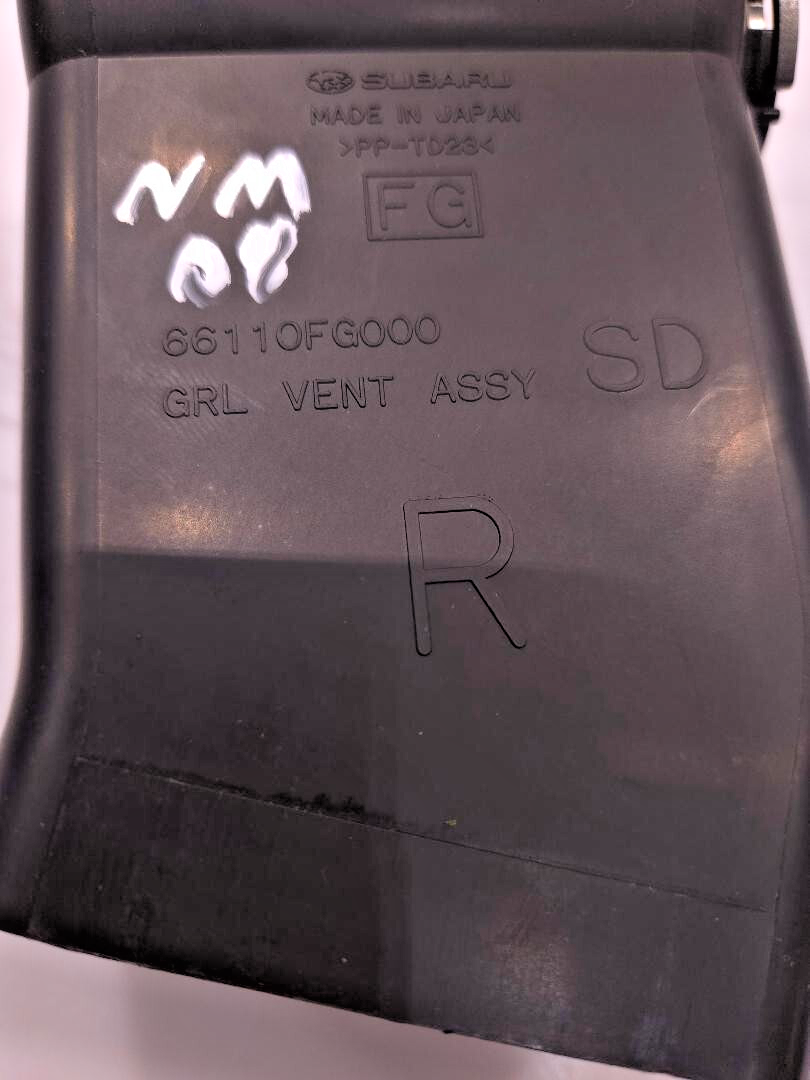 SUBARU
MADE IN JAPAN
>PP-TD23<
NM
FG
08
66110FG000
SD
GRL VENT ASSY
R